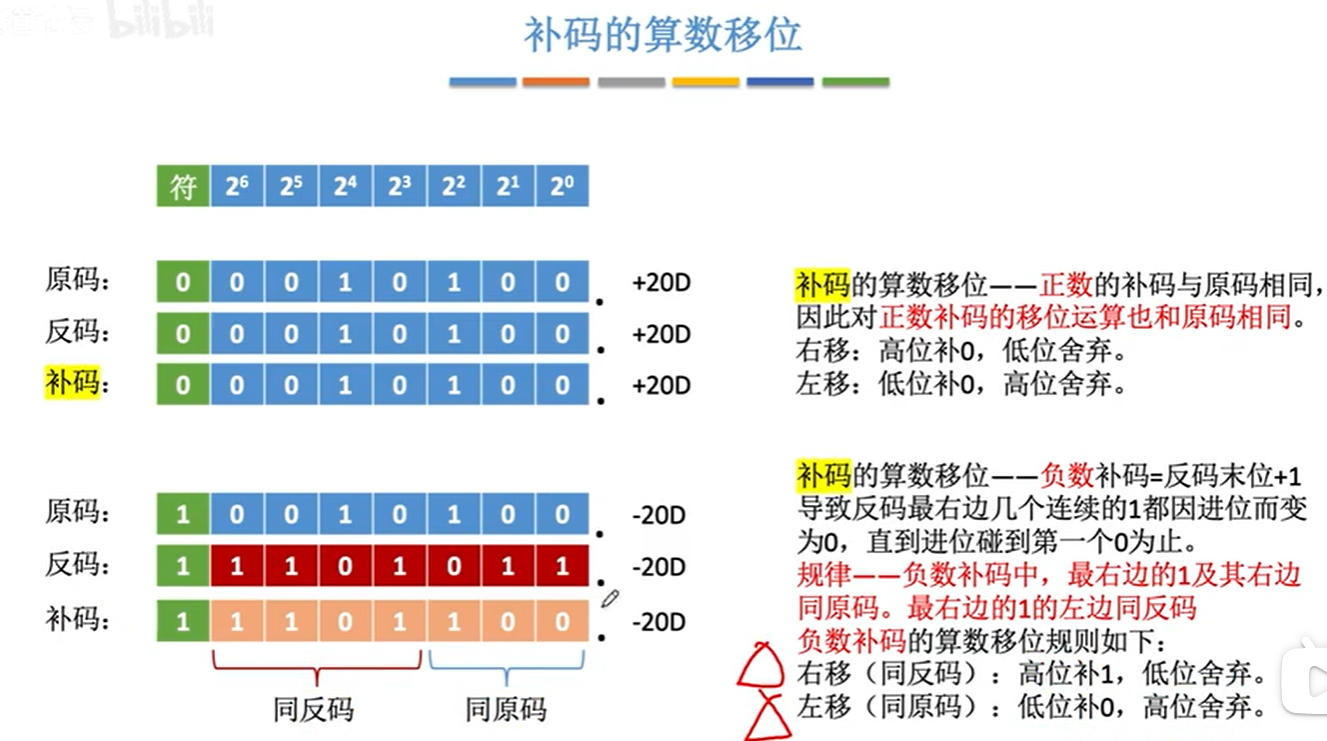 bilibili
补码的算数移位
符 2⁶ 2⁵ 2⁴ 2³ 2² 2¹ 2⁰
原码： 0 0 0 1 0 1 0 0 . +20D
反码： 0 0 0 1 0 1 0 0 . +20D
补码： 0 0 0 1 0 1 0 0 . +20D
补码的算数移位——正数的补码与原码相同，
因此对正数补码的移位运算也和原码相同。
右移：高位补0，低位舍弃。
左移：低位补0，高位舍弃。
原码： 1 0 0 1 0 1 0 0 . -20D
反码： 1 1 1 0 1 0 1 1 . -20D
补码： 1 1 1 0 1 1 0 0 . -20D
同反码 同原码
补码的算数移位——负数补码=反码末位+1
导致反码最右边几个连续的1都因进位而变
为0，直到进位碰到第一个0为止。
规律——负数补码中，最右边的1及其右边
同原码。最右边的1的左边同反码
负数补码的算数移位规则如下：
右移（同反码）：高位补1，低位舍弃。
左移（同原码）：低位补0，高位舍弃。